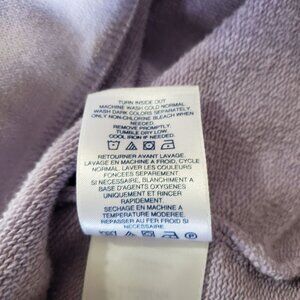 TURN INSIDE OUT
MACHINE WASH COLD NORMAL
WASH DARK COLORS SEPARATELY
ONLY NON-CHLORINE BLEACH WHEN
NEEDED.
REMOVE PROMPTLY.
TUMBLE DRY LOW.
COOL IRON IF NEEDED.
RETOURNER AVANT LAVAGE.
LAVAGE EN MACHINE A FROID, CYCLE
NORMAL. LAVER LES COULEURS
FONCEES SEPAREMENT
SI NECESSAIRE, BLANCHIMENT A
BASE D'AGENTS OXYGENES
UNIQUEMENT ET RINCER
RAPIDEMENT.
SECHAGE EN MACHINE A
TEMPERATURE MODEREE.
REPASSER AU FER FROID SI
NECESSAIRE.